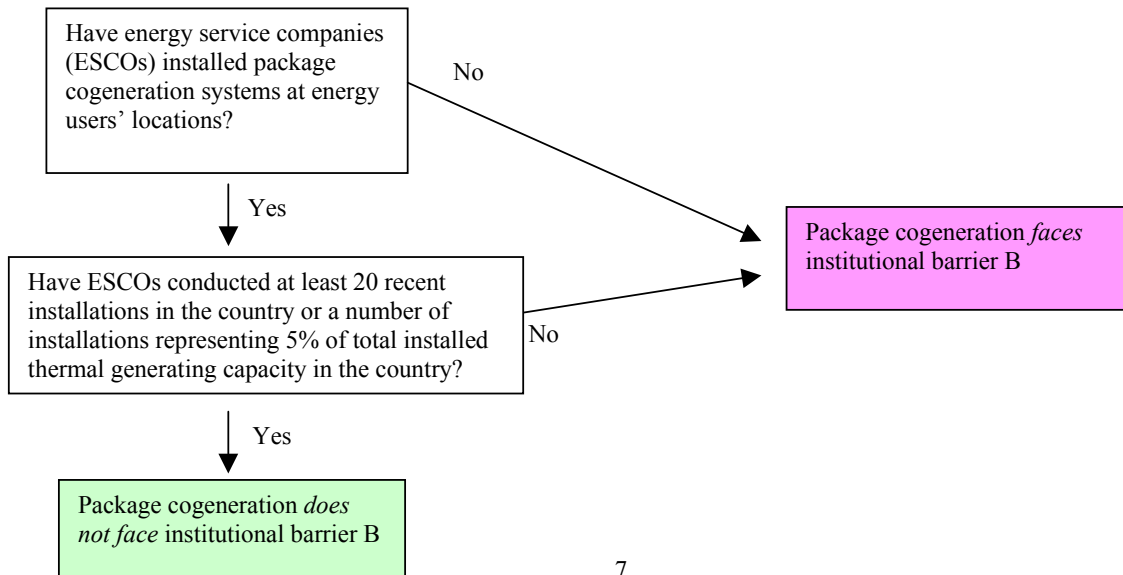 Have energy service companies
(ESCOs) installed package
cogeneration systems at energy
users' locations?
No
Yes
Package cogeneration faces
institutional barrier B
Have ESCOs conducted at least 20 recent
installations in the country or a number of
installations representing 5% of total installed
thermal generating capacity in the country?
No
Yes
Package cogeneration does
not face institutional barrier B
7